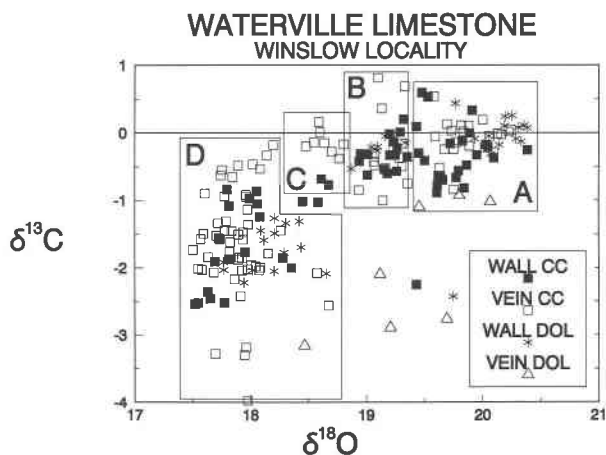 WATERVILLE LIMESTONE
WINSLOW LOCALITY
1
0
-1
-2
-3
-4
δ¹³C
B
D
C
A
WALL CC
VEIN CC
WALL DOL
VEIN DOL
17
18
19
20
21
δ¹⁸O